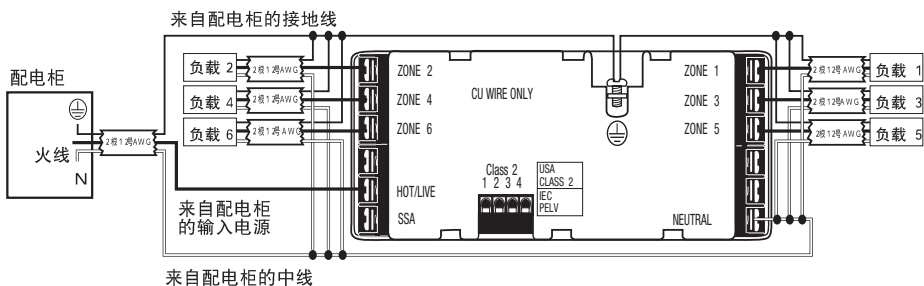 来自配电柜的接地线
配电柜
火线
N
2根12号AWG
负载 2
2根12号AWG
负载 4
2根12号AWG
负载 6
2根12号AWG
来自配电柜
的输入电源
来自配电柜的中线
ZONE 2
ZONE 4
ZONE 6
HOT/LIVE
SSA
CU WIRE ONLY
Class 2
1 2 3 4
USA
CLASS 2
IEC
PELV
ZONE 1
ZONE 3
ZONE 5
NEUTRAL
2根12号AWG
负载 1
2根12号AWG
负载 3
2根12号AWG
负载 5